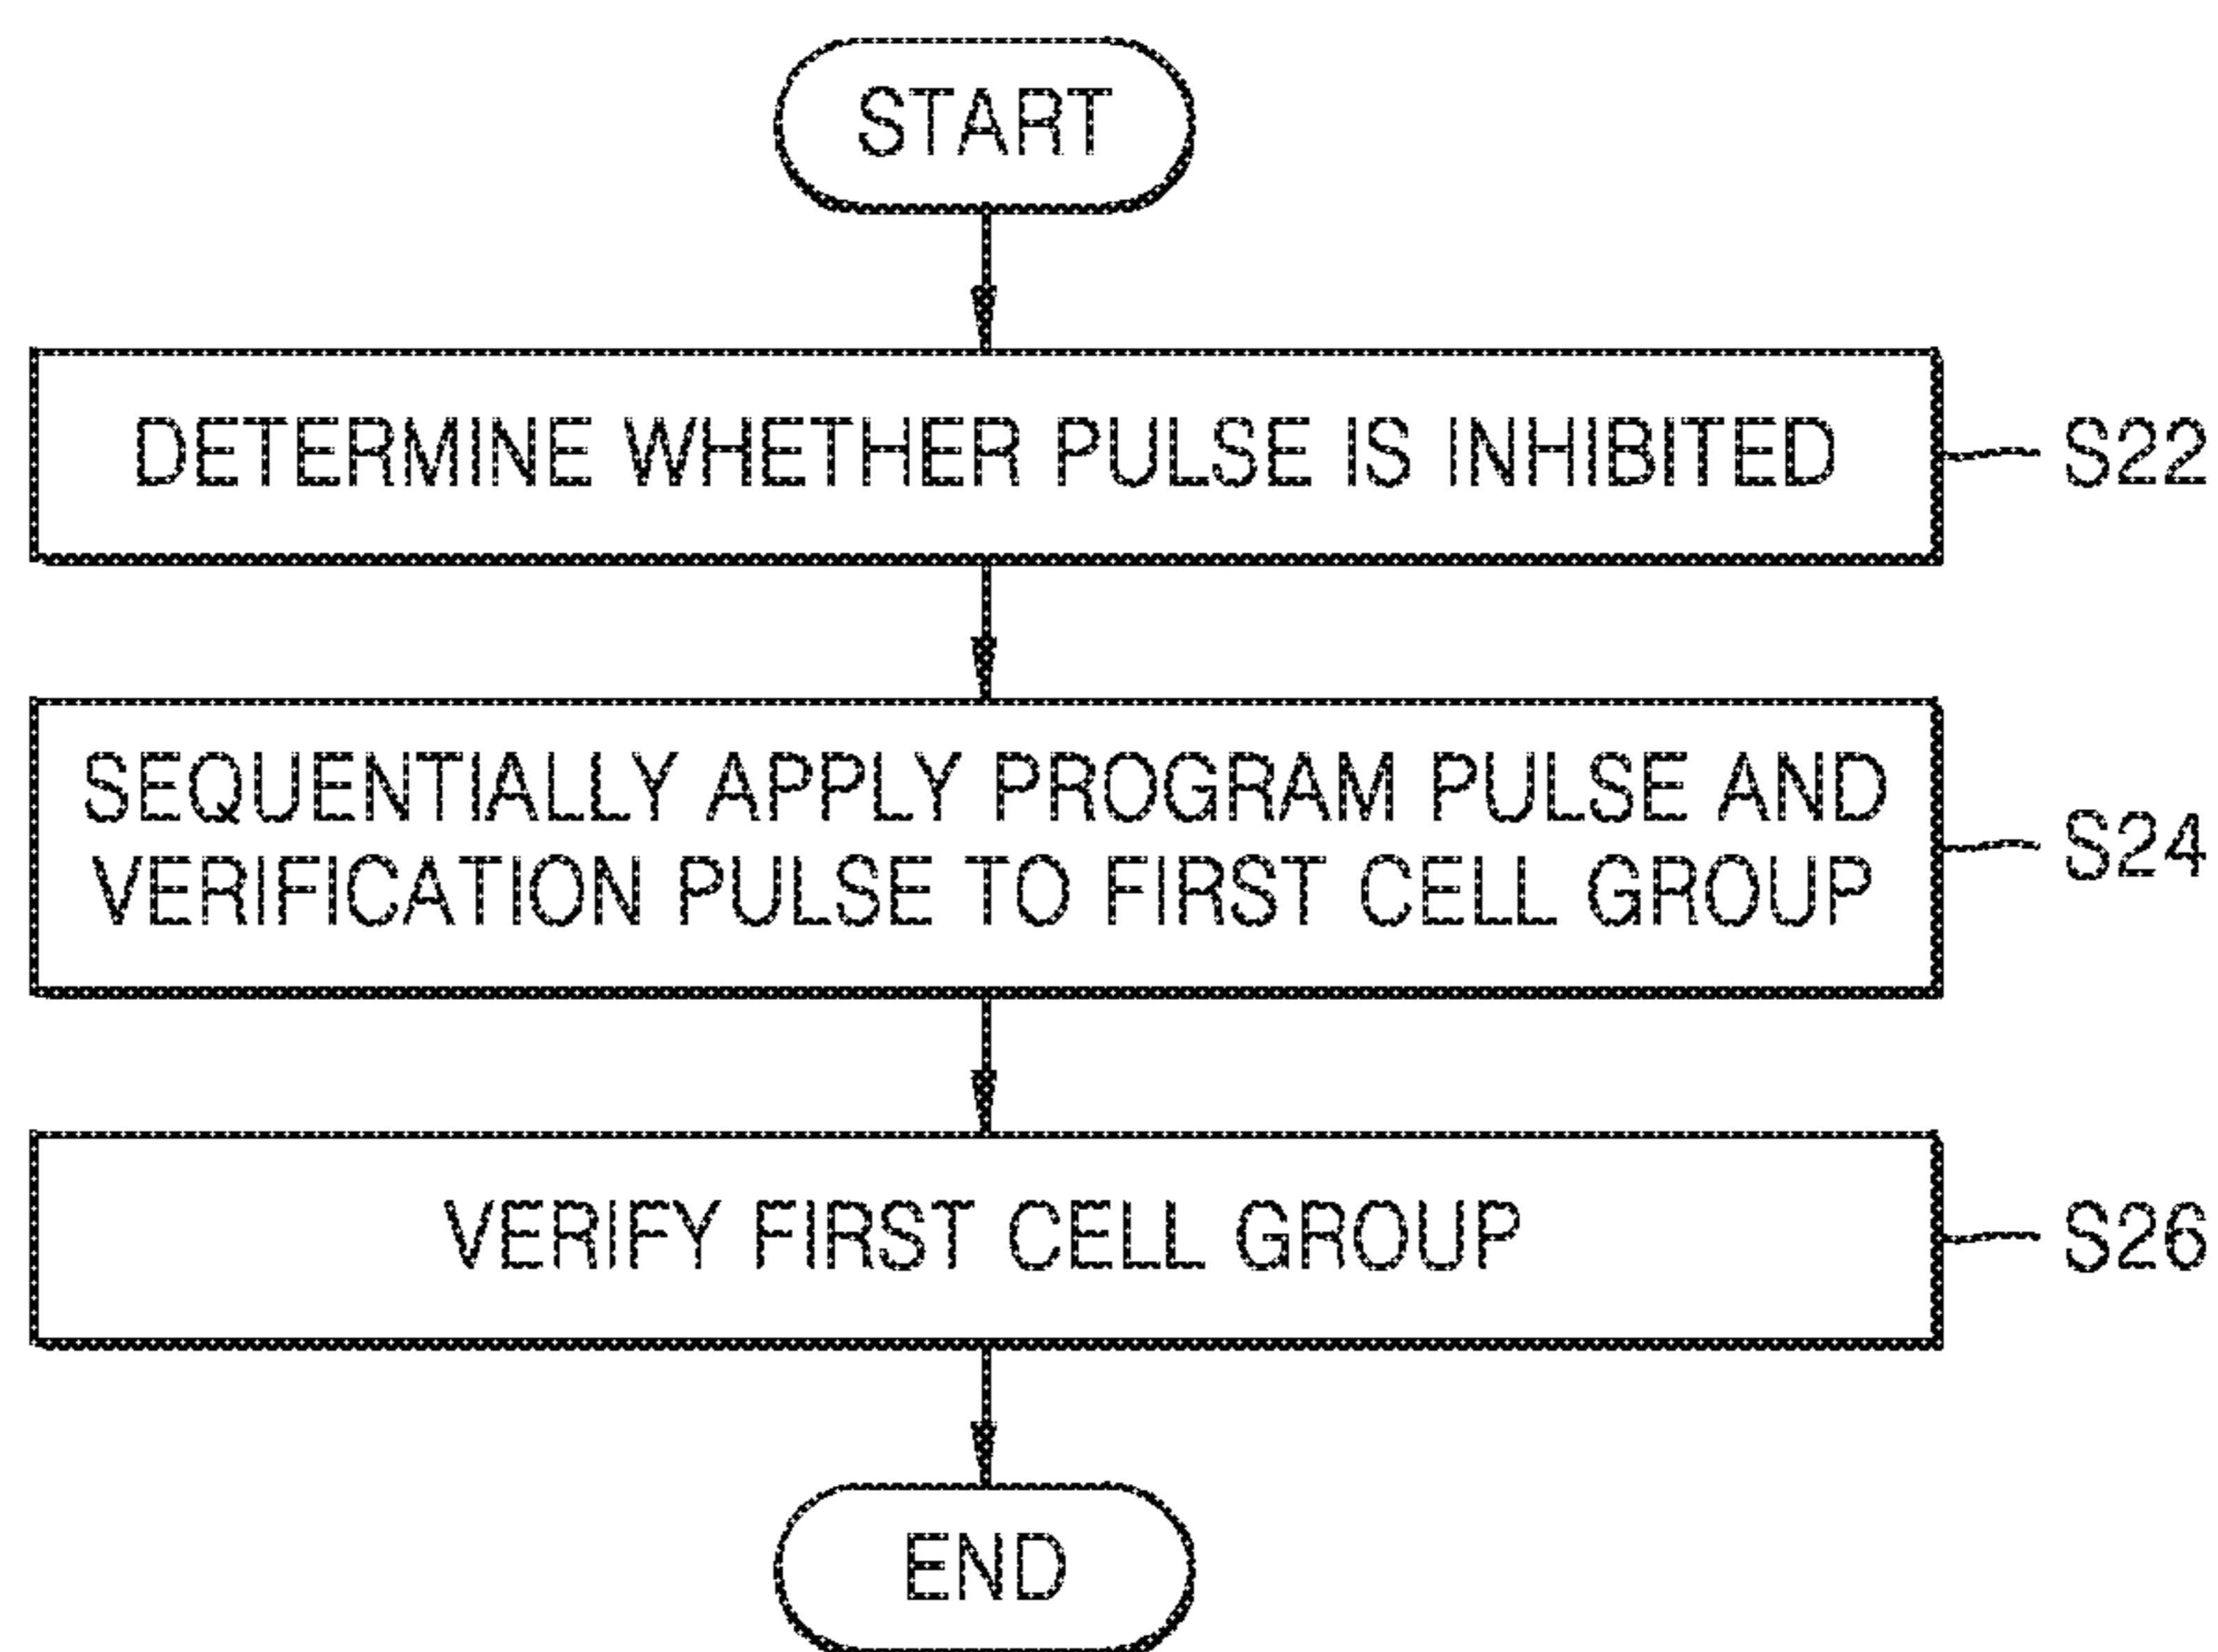 START
DETERMINE WHETHER PULSE IS INHIBITED
S22
SEQUENTIALLY APPLY PROGRAM PULSE AND
VERIFICATION PULSE TO FIRST CELL GROUP
S24
VERIFY FIRST CELL GROUP
S26
END